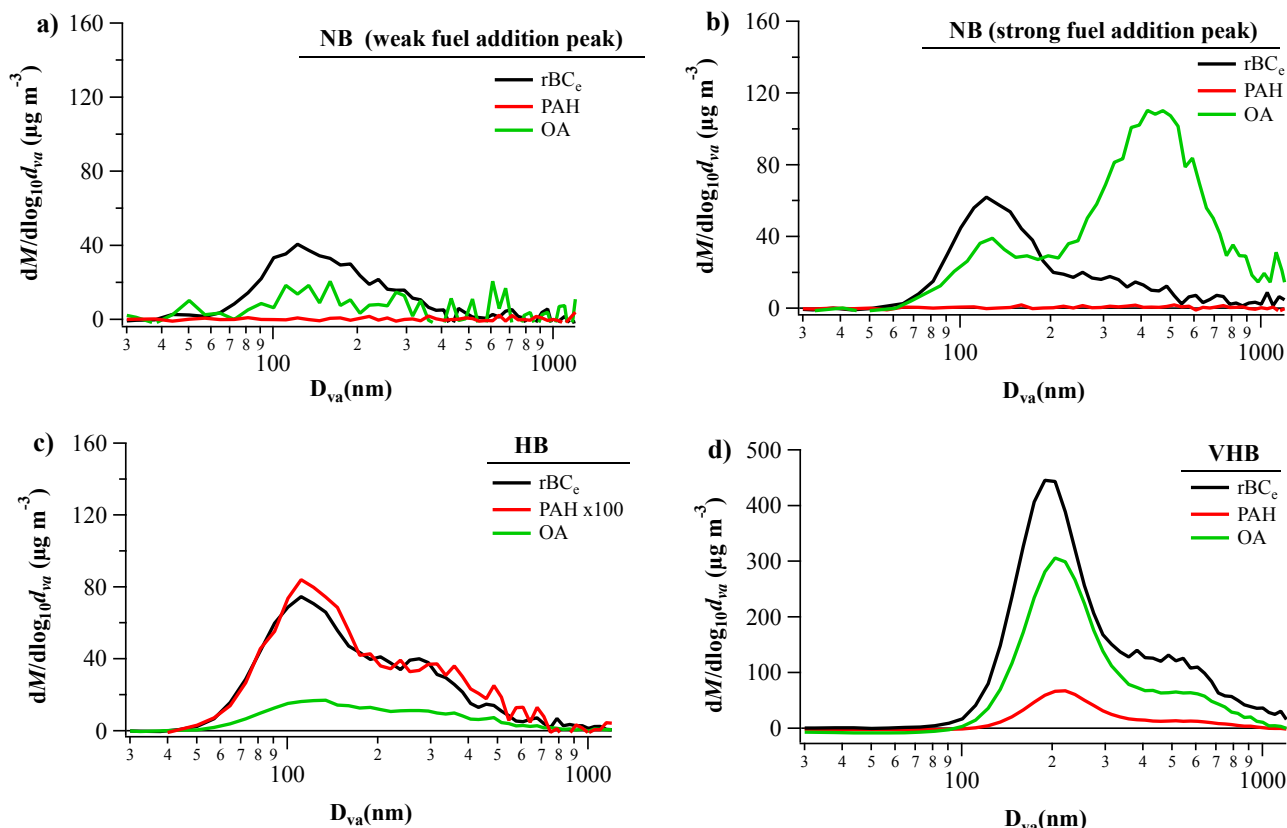 a)
NB (weak fuel addition peak)
rBCe
PAH
OA
dM/dlog10dva (µg m-3)
160
120
80
40
0
3 4 5 6 7 8 9 2 3 4 5 6 7 8 9
100 1000
Dva(nm)
b)
NB (strong fuel addition peak)
rBCe
PAH
OA
dM/dlog10dva (µg m-3)
160
120
80
40
0
3 4 5 6 7 8 9 2 3 4 5 6 7 8 9
100 1000
Dva(nm)
c)
HB
rBCe
PAH x100
OA
dM/dlog10dva (µg m-3)
160
120
80
40
0
3 4 5 6 7 8 9 2 3 4 5 6 7 8 9
100 1000
Dva(nm)
d)
VHB
rBCe
PAH
OA
dM/dlog10dva (µg m-3)
500
400
300
200
100
0
3 4 5 6 7 8 9 2 3 4 5 6 7 8 9
100 1000
Dva(nm)